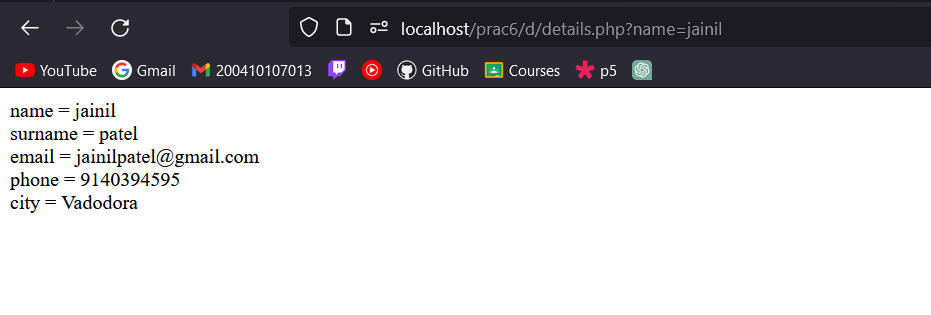 localhost/prac6/d/details.php?name=jainil
YouTube Gmail 200410107013 GitHub Courses p5
name = jainil
surname = patel
email = jainilpatel@gmail.com
phone = 9140394595
city = Vadodora